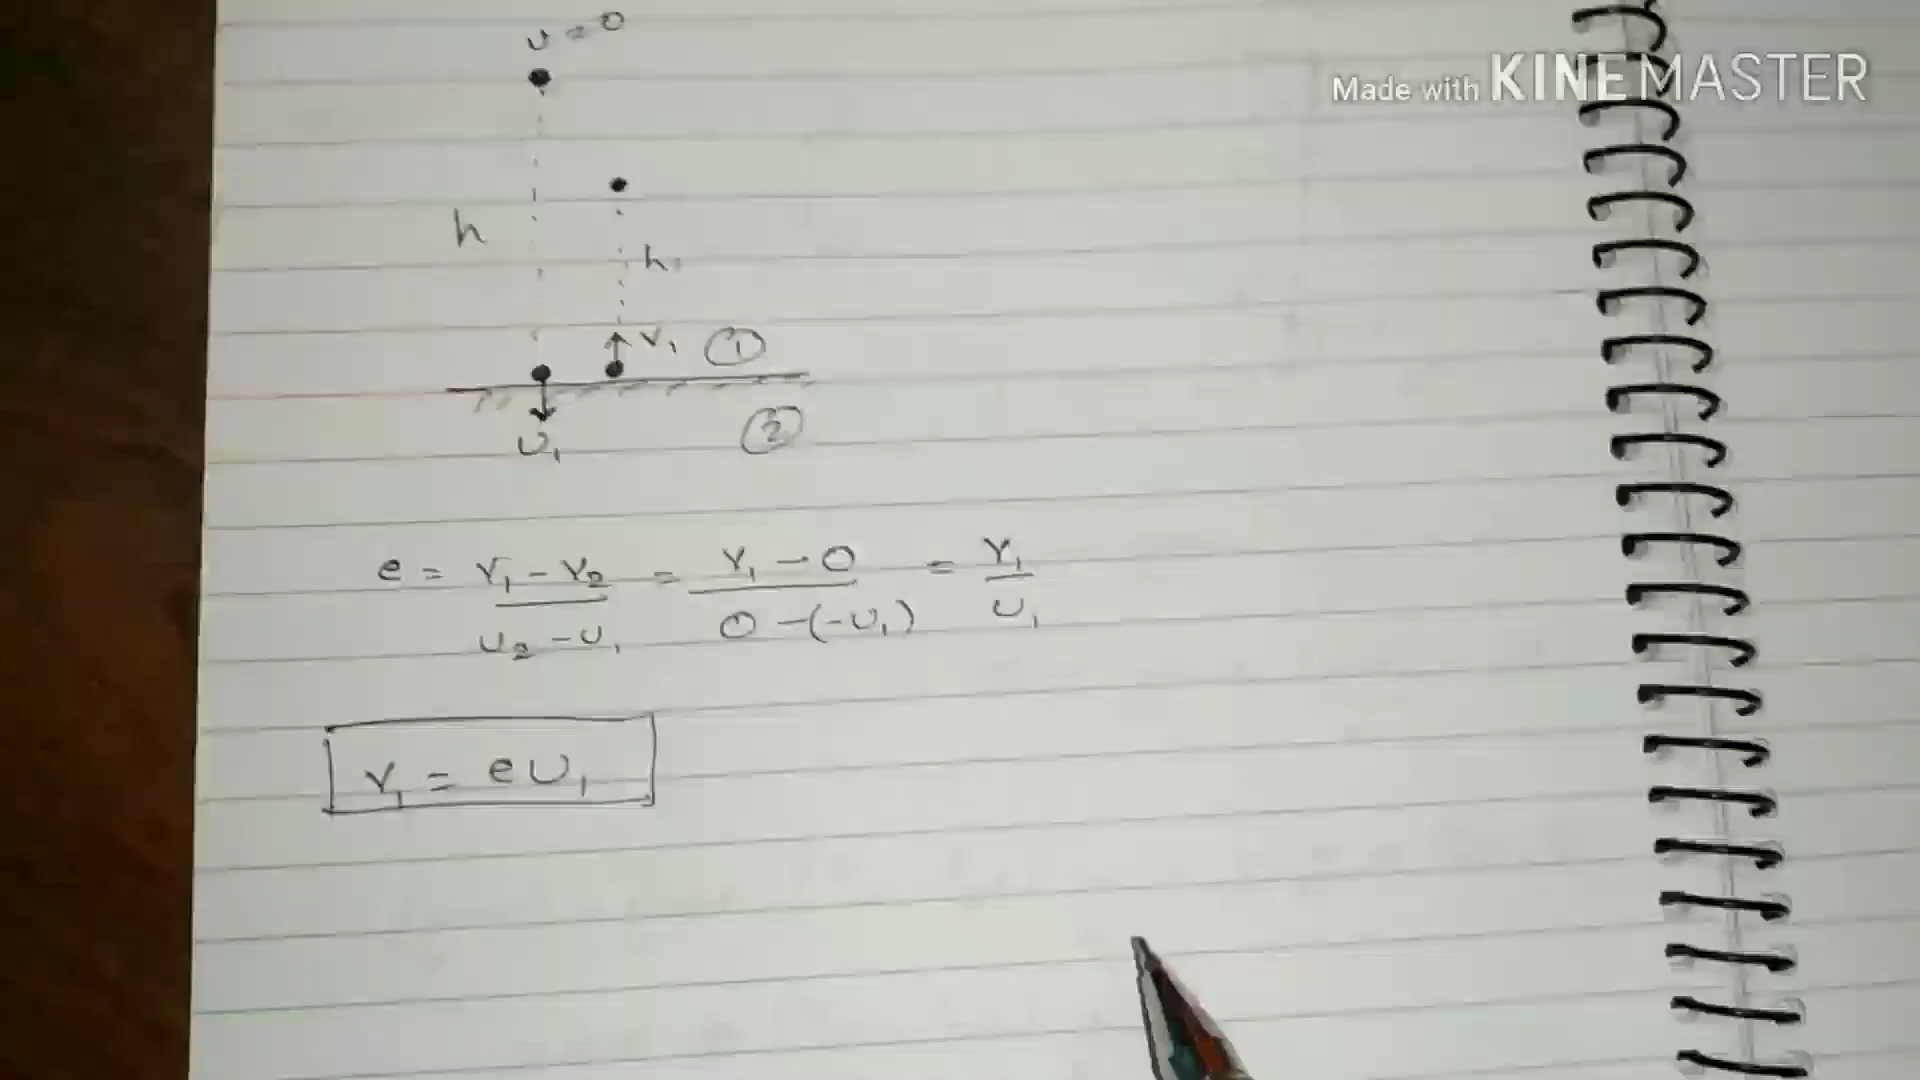 u = 0
Made with KINEMASTER
h
h₁
v₁ ①
u₁ ②
e = v₁ - v₂ / u₂ - u₁ = v₁ - 0 / 0 - (-u₁) = v₁ / u₁
v₁ = eu₁